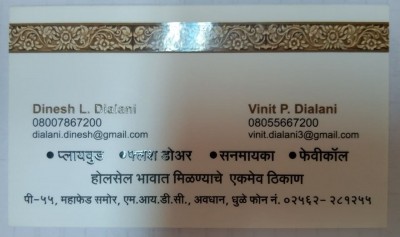 Dinesh L. Dialani
08007867200
dialani.dinesh@gmail.com
Vinit P. Dialani
08055667200
vinit.dialani3@gmail.com
• प्लायवुड • फ्लश डोअर • सनमायका • फेवीकॉल
होलसेल भावात मिळण्याचे एकमेव ठिकाण
पी-५५, महाफेड समोर, एम.आय.डी.सी., अवधान, धुळे फोन नं. ०२५६२- २८१२५५